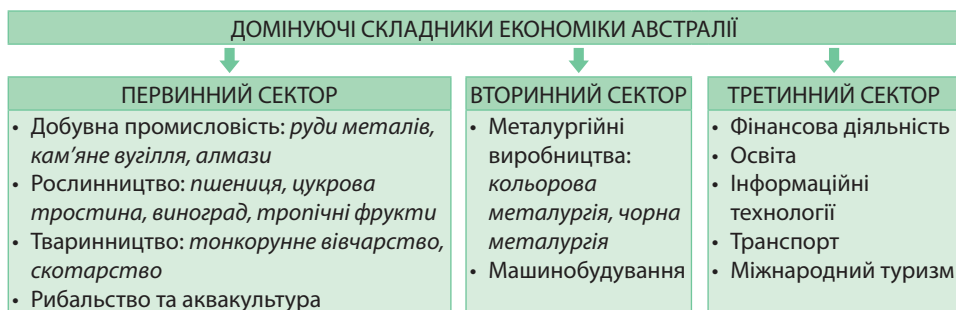 ДОМІНУЮЧІ СКЛАДНИКИ ЕКОНОМІКИ АВСТРАЛІЇ
ПЕРВИННИЙ СЕКТОР
• Добувна промисловість: руди металів,
кам’яне вугілля, алмази
• Рослинництво: пшениця, цукрова
тростина, виноград, тропічні фрукти
• Тваринництво: тонкорунне вівчарство,
скотарство
• Рибальство та аквакультура
ВТОРИННИЙ СЕКТОР
• Металургійні
виробництва:
кольорова
металургія, чорна
металургія
• Машинобудування
ТРЕТИННИЙ СЕКТОР
• Фінансова діяльність
• Освіта
• Інформаційні
технології
• Транспорт
• Міжнародний туризм